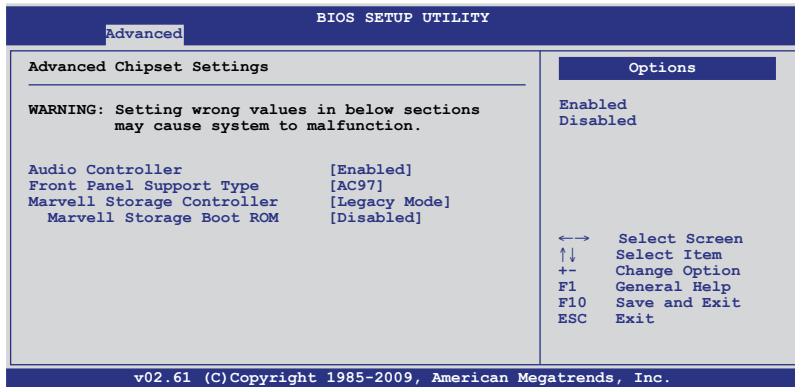 BIOS SETUP UTILITY
Advanced
Advanced Chipset Settings
WARNING: Setting wrong values in below sections
may cause system to malfunction.
Audio Controller [Enabled]
Front Panel Support Type [AC97]
Marvell Storage Controller [Legacy Mode]
Marvell Storage Boot ROM [Disabled]
Options
Enabled
Disabled
←→ Select Screen
↑↓ Select Item
+- Change Option
F1 General Help
F10 Save and Exit
ESC Exit
v02.61 (C)Copyright 1985-2009, American Megatrends, Inc.